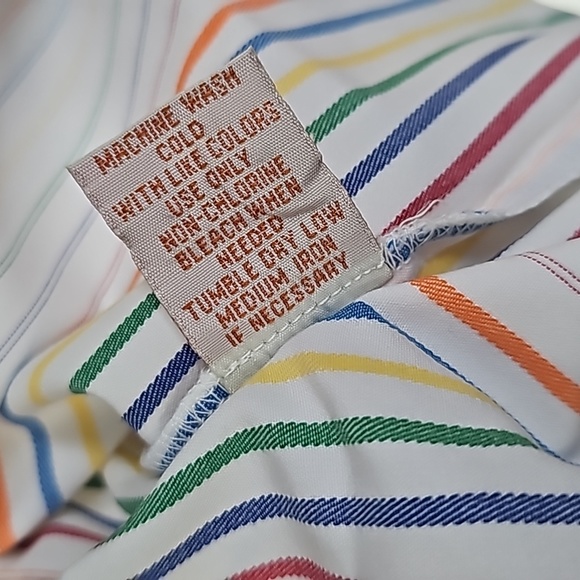 MACHINE WASH
COLD
WITH LIKE COLORS
USE ONLY
NON-CHLORINE
BLEACH WHEN
NEEDED
TUMBLE DRY LOW
MEDIUM IRON
IF NECESSARY